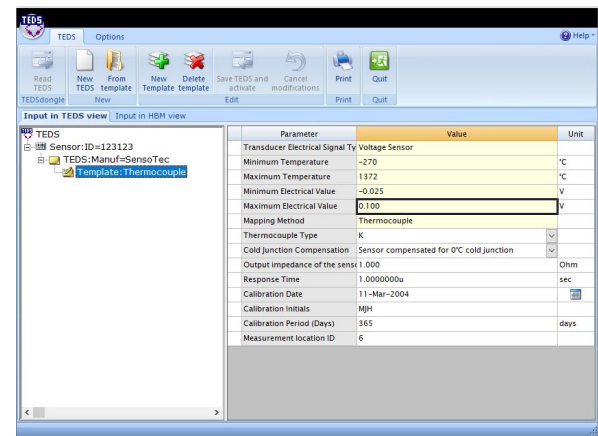 TEDS
TEDS Options Help
Read TEDS
New TEDS
From template
New Template
Delete template
Save TEDS and activate
Cancel modifications
Print
Quit
TEDSdongle New Edit Print Quit
Input in TEDS view Input in HBM view
TEDS
Sensor:ID=123123
TEDS:Manuf=SensoTec
Template:Thermocouple
Parameter Value Unit
Transducer Electrical Signal Ty Voltage Sensor
Minimum Temperature -270 °C
Maximum Temperature 1372 °C
Minimum Electrical Value -0.025 V
Maximum Electrical Value 0.100 V
Mapping Method Thermocouple
Thermocouple Type K
Cold Junction Compensation Sensor compensated for 0°C cold junction
Output impedance of the sense 1.000 Ohm
Response Time 1.0000000u sec
Calibration Date 11-Mar-2004
Calibration Initials MJH
Calibration Period (Days) 365 days
Measurement location ID 6